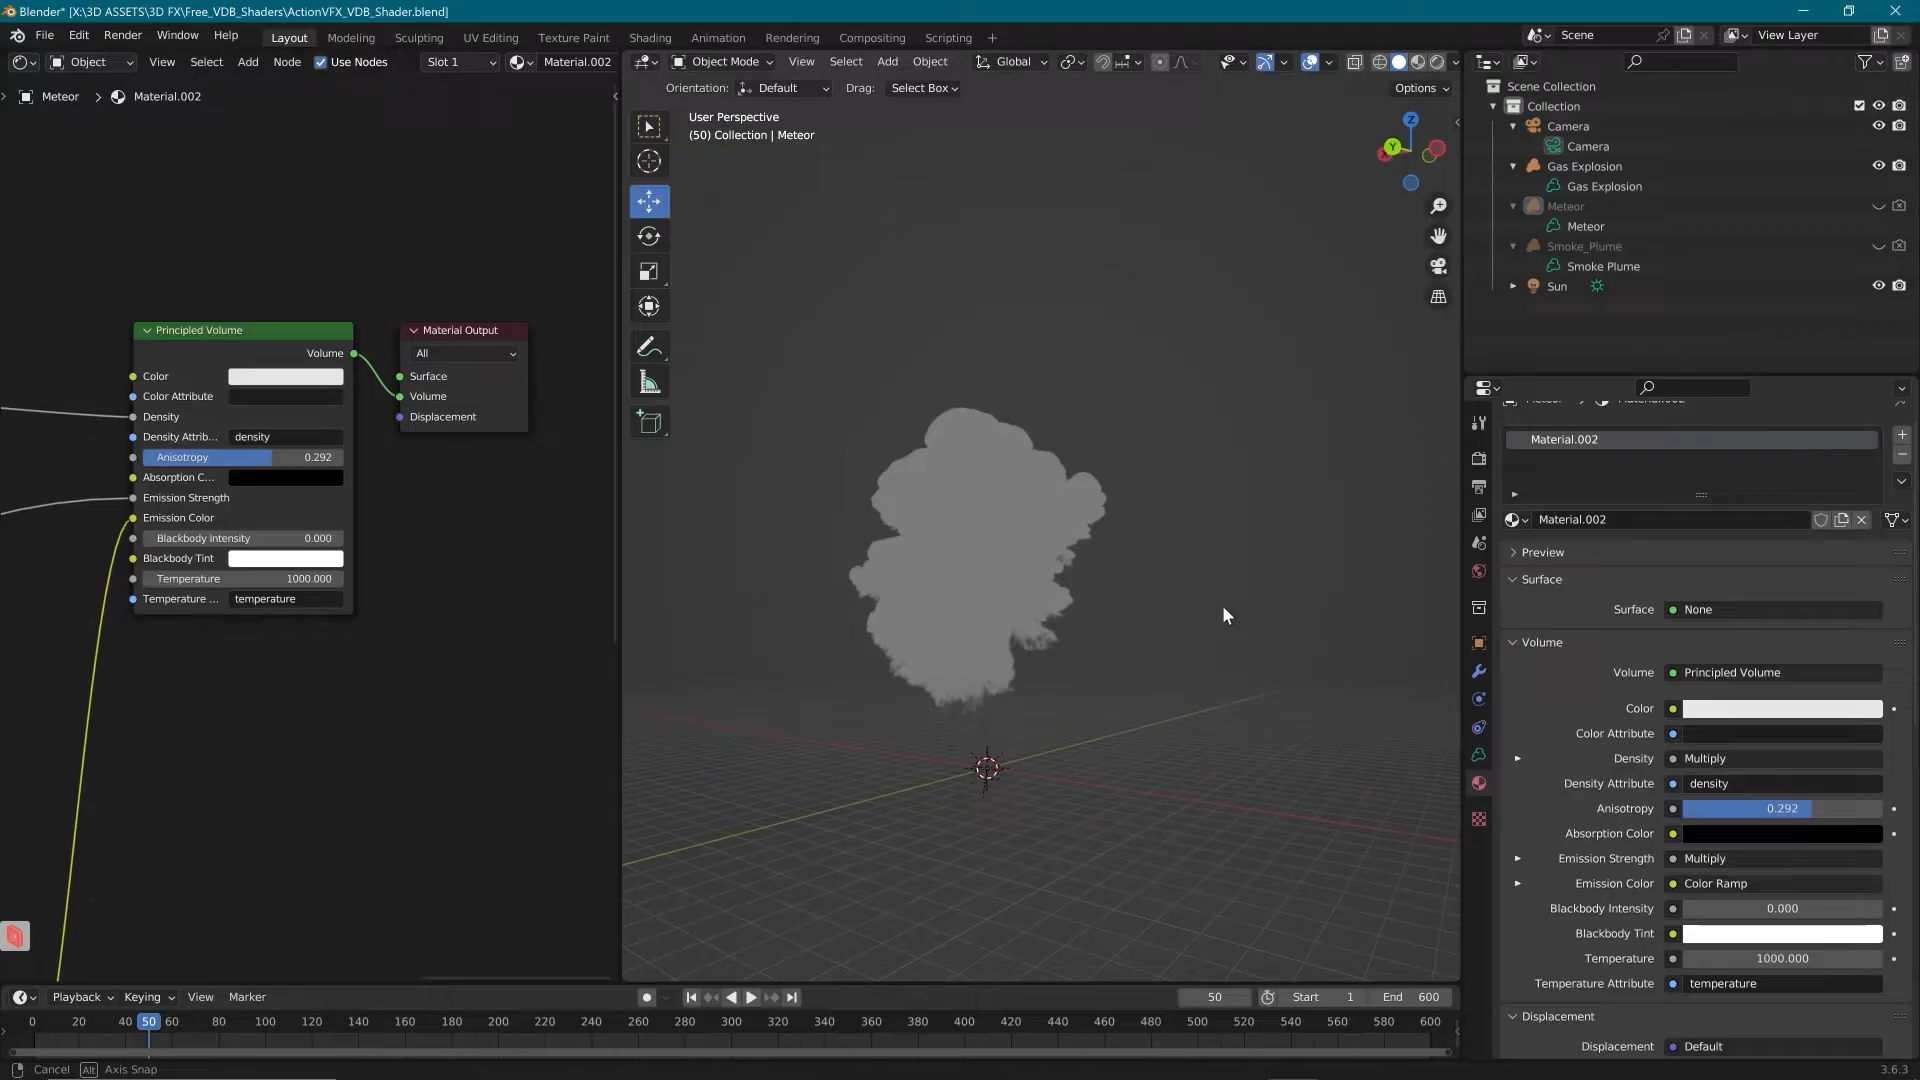 Blender* [X:\3D ASSETS\3D FX\Free_VDB_Shaders\ActionVFX_VDB_Shader.blend]
File Edit Render Window Help Layout Modeling Sculpting UV Editing Texture Paint Shading Animation Rendering Compositing Scripting + Scene View Layer
Object View Select Add Node Use Nodes Slot 1 Material.002
Object Mode View Select Add Object Global
Meteor > Material.002
Orientation: Default Drag: Select Box Options
User Perspective
(50) Collection | Meteor
Z
Y
X
Scene Collection
Collection
Camera
Camera
Gas Explosion
Gas Explosion
Meteor
Meteor
Smoke_Plume
Smoke Plume
Sun
Principled Volume
Volume
Color
Color Attribute
Density
Density Attrib... density
Anisotropy 0.292
Absorption C...
Emission Strength
Emission Color
Blackbody Intensity 0.000
Blackbody Tint
Temperature 1000.000
Temperature ... temperature
Material Output
All
Surface
Volume
Displacement
Meteor > Material.002
Material.002
Material.002
Preview
Surface
Surface None
Volume
Volume Principled Volume
Color
Color Attribute
Density Multiply
Density Attribute density
Anisotropy 0.292
Absorption Color
Emission Strength Multiply
Emission Color Color Ramp
Blackbody Intensity 0.000
Blackbody Tint
Temperature 1000.000
Temperature Attribute temperature
Displacement
Displacement Default
Playback Keying View Marker 50 Start 1 End 600
0 20 40 50 60 80 100 120 140 160 180 200 220 240 260 280 300 320 340 360 380 400 420 440 460 480 500 520 540 560 580 600
Cancel Alt Axis Snap 3.6.3